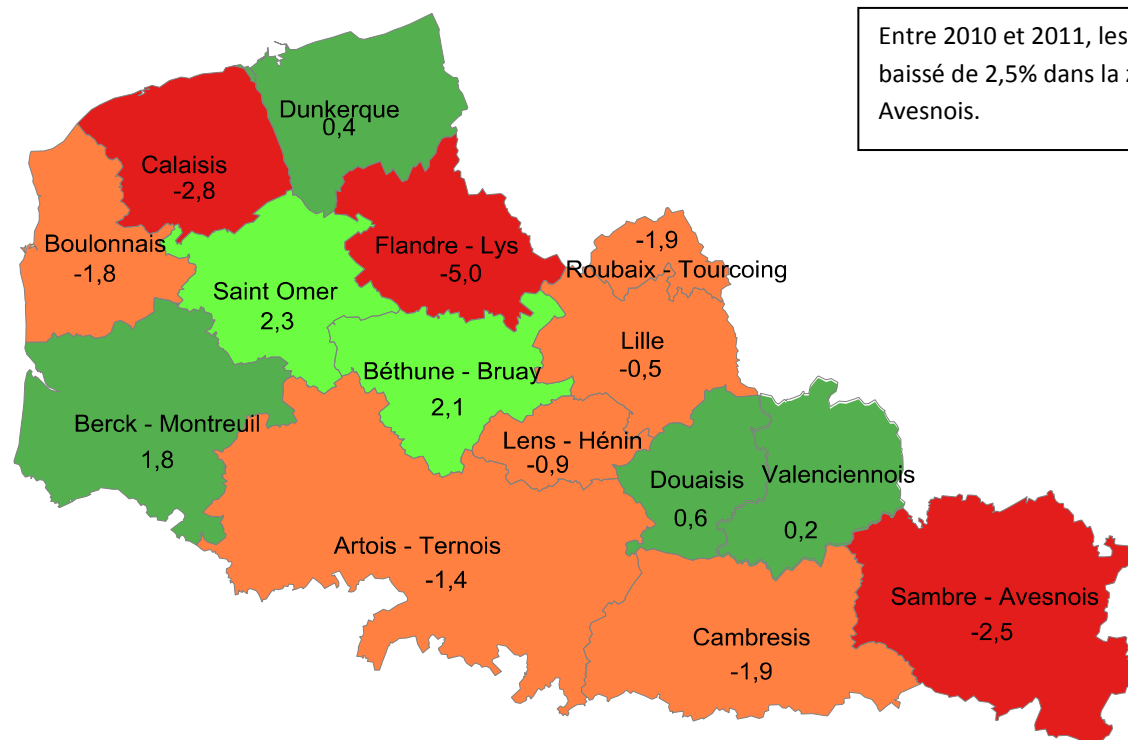 Entre 2010 et 2011, les
baissé de 2,5% dans la
Avesnois.
Dunkerque
0,4
Calaisis
-2,8
Boulonnais
-1,8
Flandre - Lys
-5,0
-1,9
Roubaix - Tourcoing
Saint Omer
2,3
Lille
-0,5
Béthune - Bruay
2,1
Berck - Montreuil
1,8
Lens - Hénin
-0,9
Douaisis
0,6
Valenciennois
0,2
Artois - Ternois
-1,4
Sambre - Avesnois
-2,5
Cambresis
-1,9